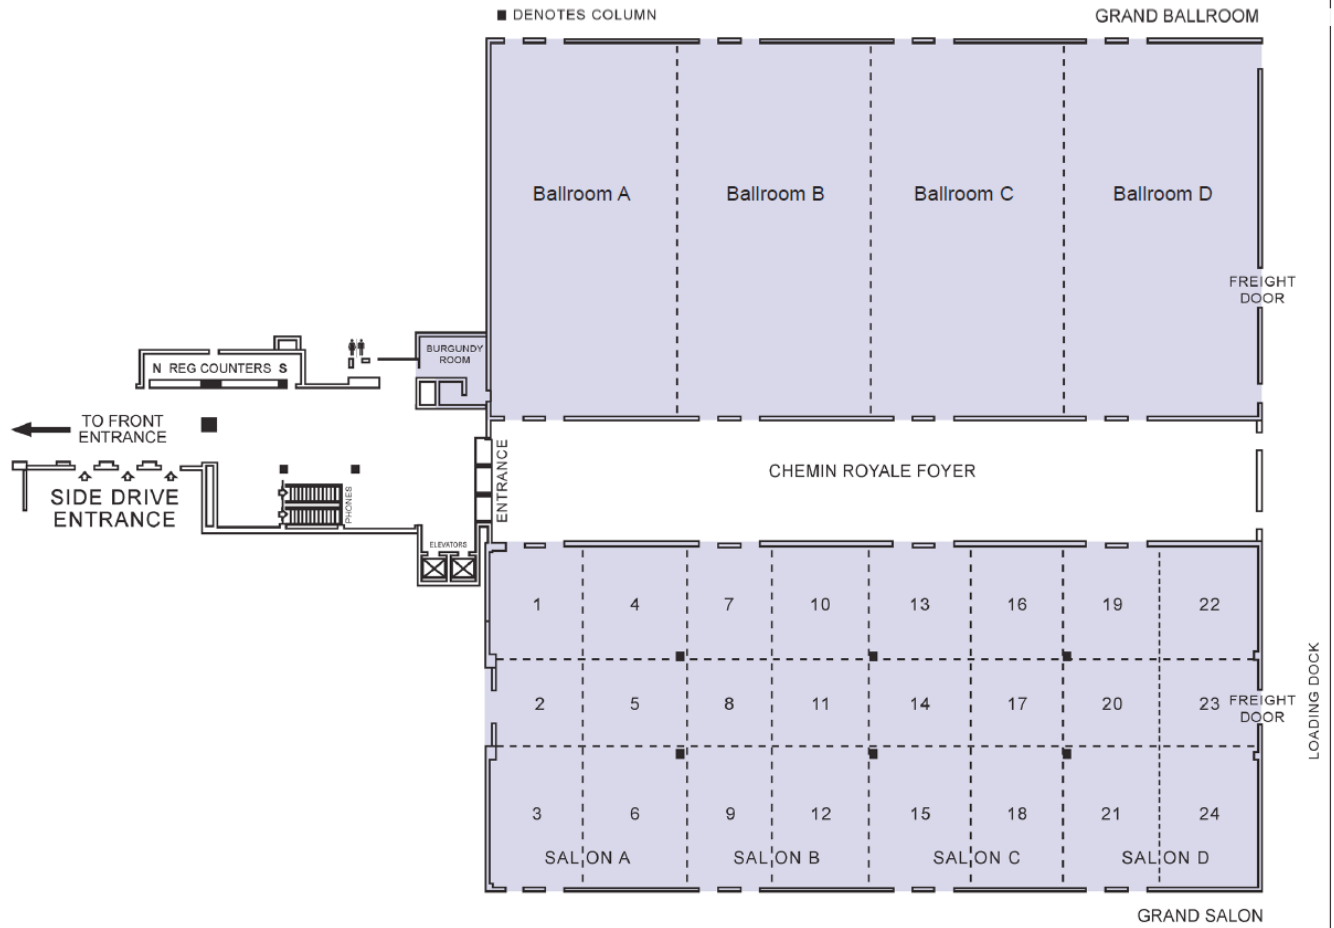 DENOTES COLUMN
GRAND BALLROOM
Ballroom A
Ballroom B
Ballroom C
Ballroom D
FREIGHT
DOOR
BURGUNDY
ROOM
N REG COUNTERS S
TO FRONT
ENTRANCE
SIDE DRIVE
ENTRANCE
PHONES
ELEVATORS
ENTRANCE
CHEMIN ROYALE FOYER
1 4 7 10 13 16 19 22
2 5 8 11 14 17 20 23
FREIGHT
DOOR
LOADING DOCK
3 6 9 12 15 18 21 24
SALON A
SALON B
SALON C
SALON D
GRAND SALON